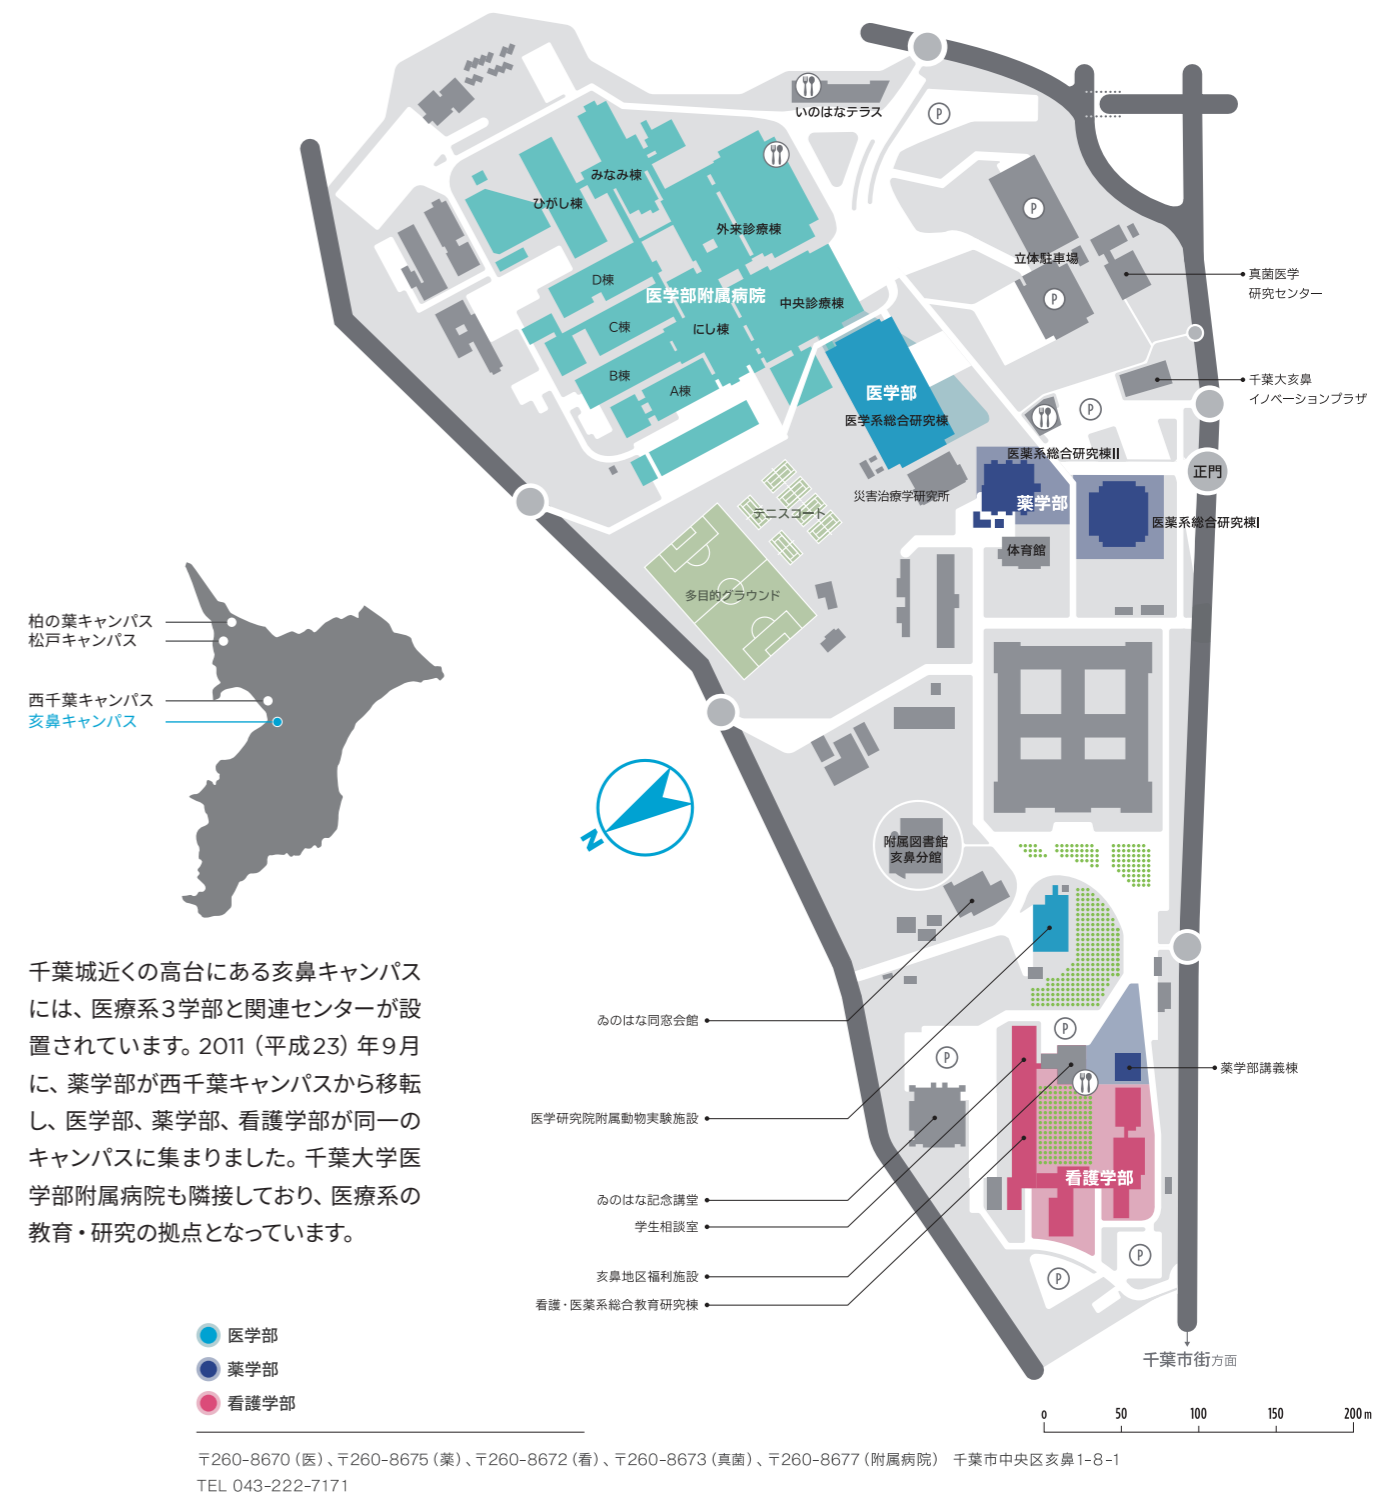 いのはなテラス
P
みなみ棟
ひがし棟
外来診療棟
P
立体駐車場
P
D棟
医学部附属病院
中央診療棟
C棟
にし棟
B棟
A棟
真菌医学
研究センター
千葉大亥鼻
イノベーションプラザ
P
医学部
医学系総合研究棟
医薬系総合研究棟II
正門
災害治療学研究所
薬学部
医薬系総合研究棟I
テニスコート
体育館
多目的グラウンド
柏の葉キャンパス
松戸キャンパス
西千葉キャンパス
亥鼻キャンパス
N
附属図書館
亥鼻分館
千葉城近くの高台にある亥鼻キャンパス
には、医療系3学部と関連センターが設
置されています。2011（平成23）年9月
に、薬学部が西千葉キャンパスから移転
し、医学部、薬学部、看護学部が同一の
キャンパスに集まりました。千葉大学医
学部附属病院も隣接しており、医療系の
教育・研究の拠点となっています。
ゐのはな同窓会館
P
P
薬学部講義棟
医学研究院附属動物実験施設
看護学部
ゐのはな記念講堂
学生相談室
亥鼻地区福利施設
看護・医薬系総合教育研究棟
P
P
医学部
薬学部
看護学部
千葉市街方面
0 50 100 150 200m
〒260-8670（医）、〒260-8675（薬）、〒260-8672（看）、〒260-8673（真菌）、〒260-8677（附属病院） 千葉市中央区亥鼻1-8-1
TEL 043-222-7171